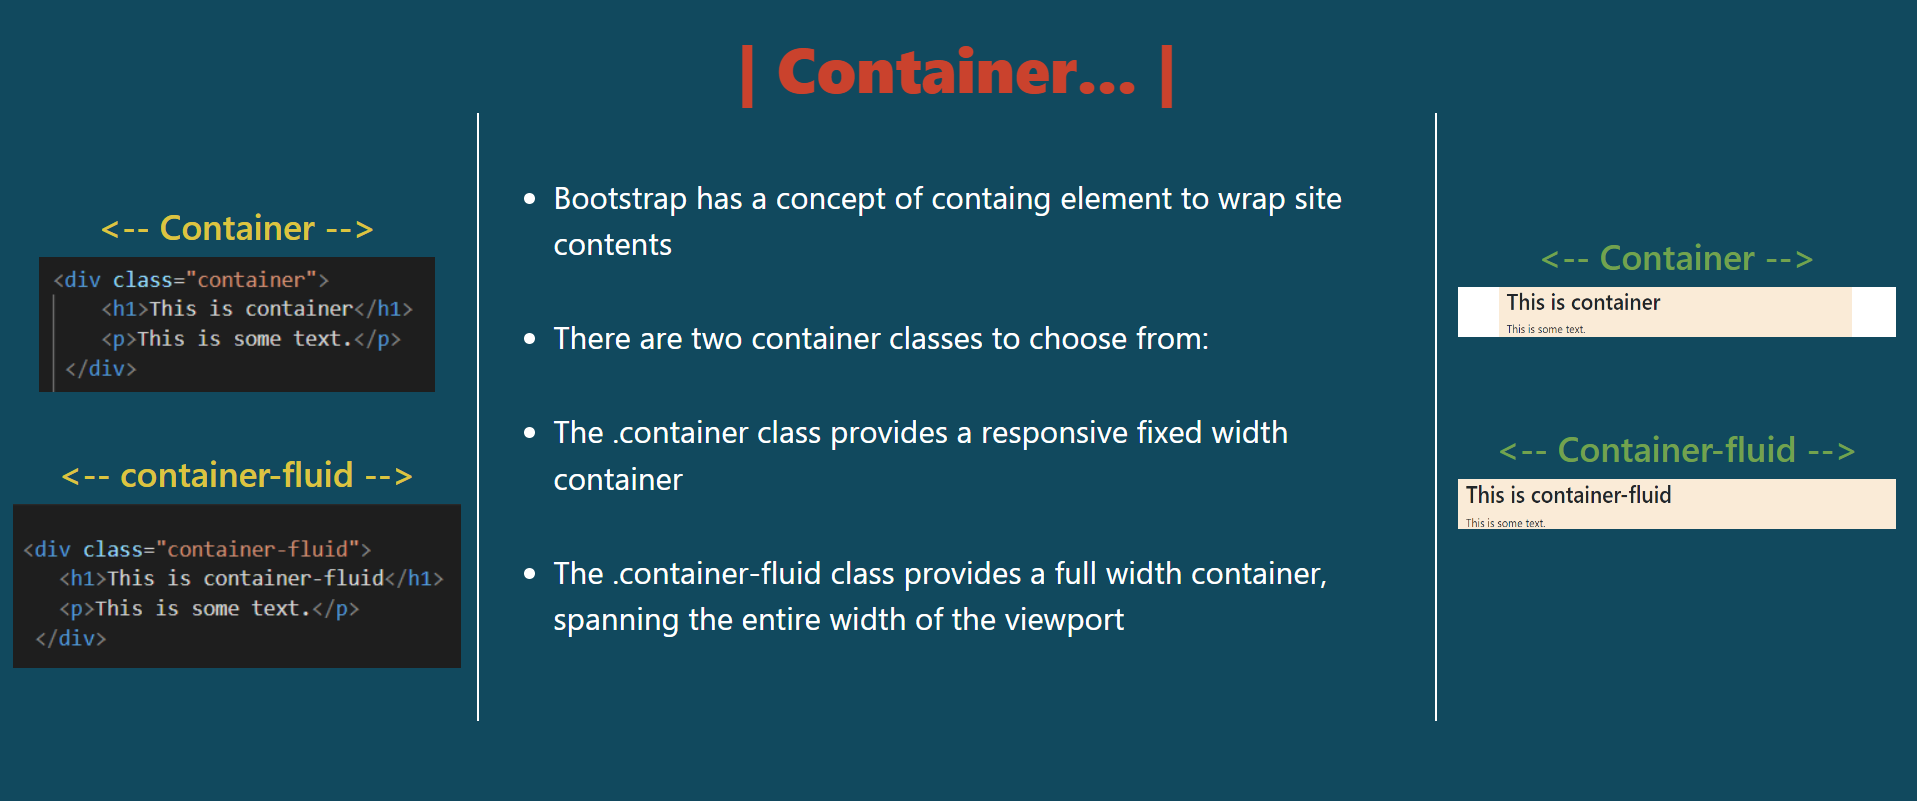 | Container... |
<-- Container -->
<div class="container">
<h1>This is container</h1>
<p>This is some text.</p>
</div>
<-- container-fluid -->
<div class="container-fluid">
<h1>This is container-fluid</h1>
<p>This is some text.</p>
</div>
• Bootstrap has a concept of containg element to wrap site
contents
• There are two container classes to choose from:
• The .container class provides a responsive fixed width
container
• The .container-fluid class provides a full width container,
spanning the entire width of the viewport
<-- Container -->
This is container
This is some text.
<-- Container-fluid -->
This is container-fluid
This is some text.